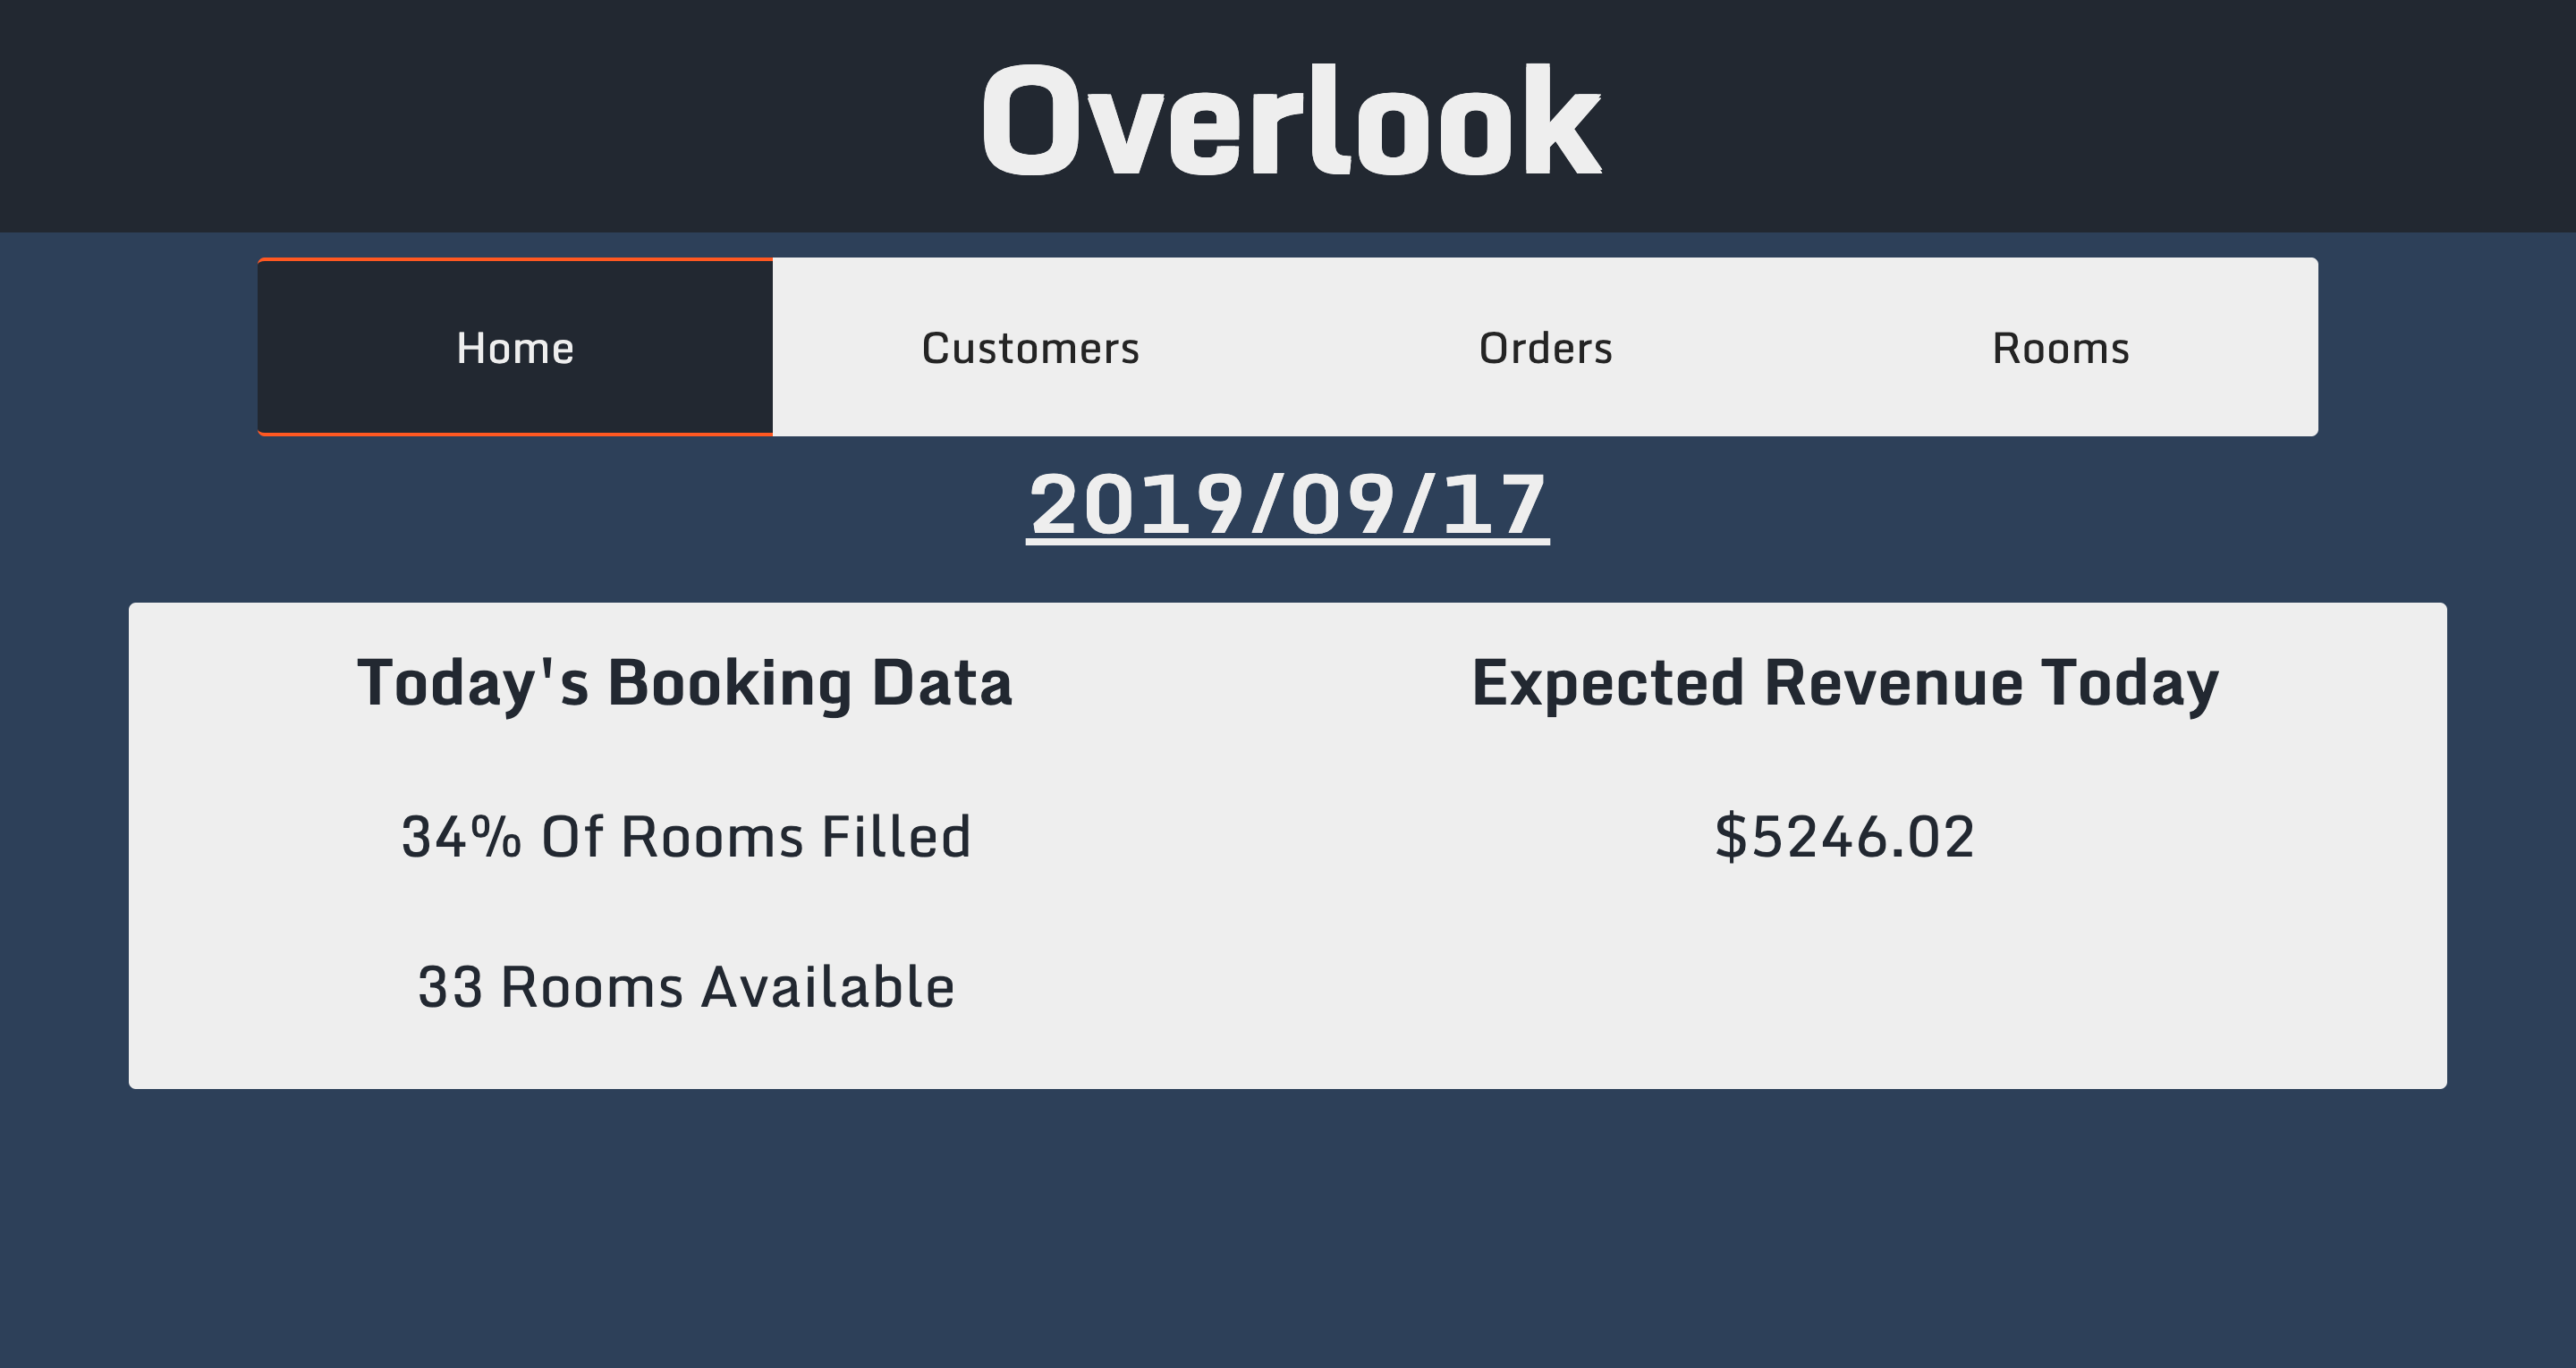 Overlook
Home Customers Orders Rooms
2019/09/17
Today's Booking Data
34% Of Rooms Filled
33 Rooms Available
Expected Revenue Today
$5246.02